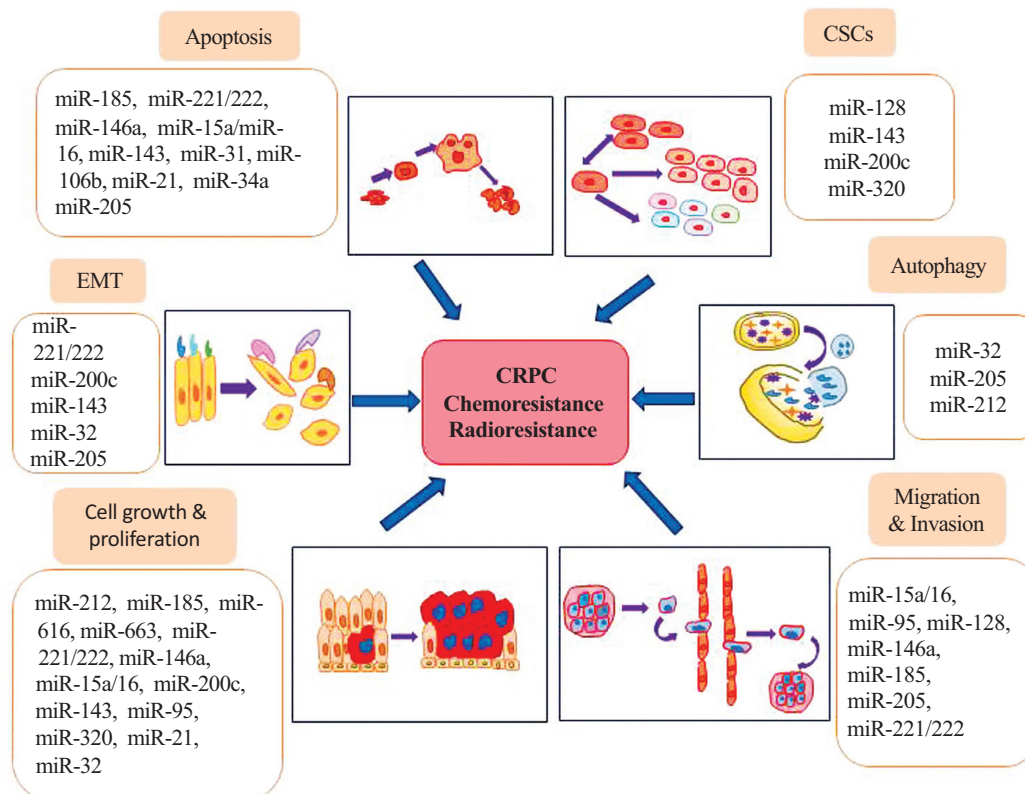 Apoptosis
miR-185, miR-221/222,
miR-146a, miR-15a/miR-
16, miR-143, miR-31, miR-
106b, miR-21, miR-34a
miR-205
CSCs
miR-128
miR-143
miR-200c
miR-320
EMT
miR-
221/222
miR-200c
miR-143
miR-32
miR-205
CRPC
Chemoresistance
Radioresistance
Autophagy
miR-32
miR-205
miR-212
Cell growth &
proliferation
miR-212, miR-185, miR-
616, miR-663, miR-
221/222, miR-146a,
miR-15a/16, miR-200c,
miR-143, miR-95,
miR-320, miR-21,
miR-32
Migration
& Invasion
miR-15a/16,
miR-95, miR-128,
miR-146a,
miR-185,
miR-205,
miR-221/222